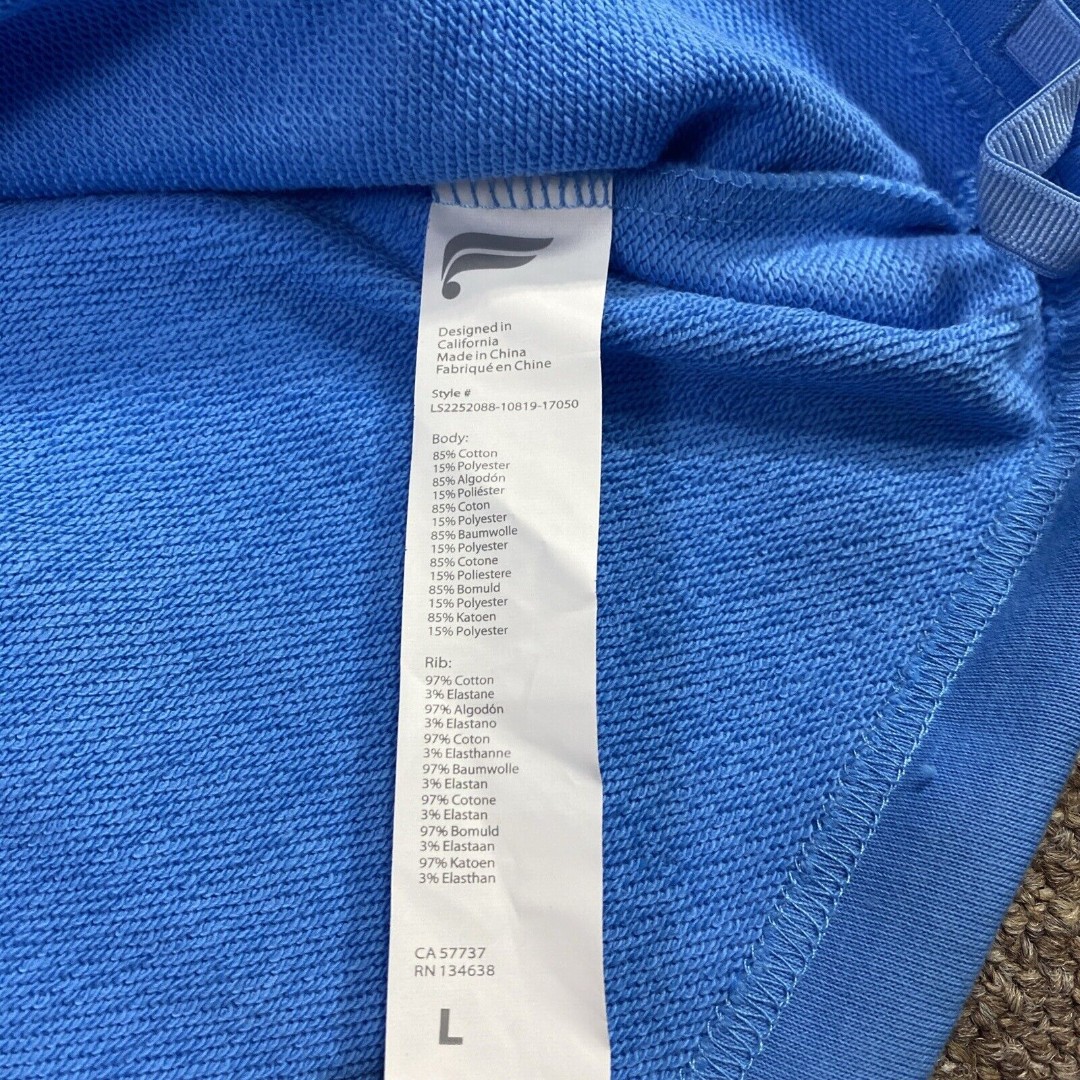 Designed in
California
Made in China
Fabriqué en Chine
Style #
LS2252088-10819-17050
Body:
85% Cotton
15% Polyester
85% Algodón
15% Poliéster
85% Coton
15% Polyester
85% Baumwolle
15% Polyester
85% Cotone
15% Poliestere
85% Bomuld
15% Polyester
85% Katoen
15% Polyester
Rib:
97% Cotton
3% Elastane
97% Algodón
3% Elastano
97% Coton
3% Elasthanne
97% Baumwolle
3% Elastan
97% Cotone
3% Elastan
97% Bomuld
3% Elastaan
97% Katoen
3% Elasthan
CA 57737
RN 134638
L